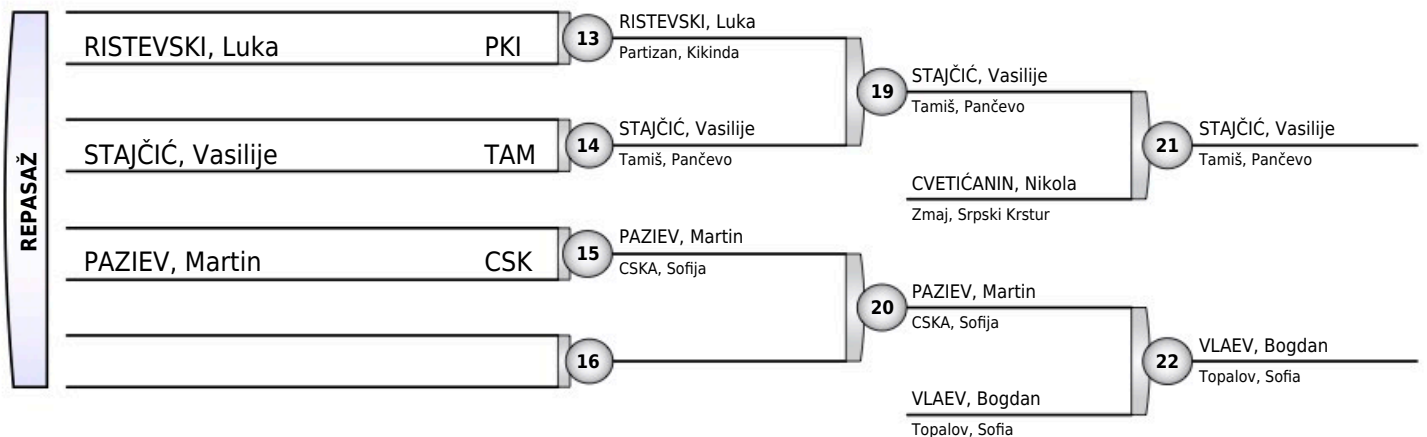 REPASAŽ
RISTEVSKI, Luka PKI
13
RISTEVSKI, Luka
Partizan, Kikinda
STAJČIĆ, Vasilije TAM
14
STAJČIĆ, Vasilije
Tamiš, Pančevo
19
STAJČIĆ, Vasilije
Tamiš, Pančevo
CVETIĆANIN, Nikola
Zmaj, Srpski Krstur
21
STAJČIĆ, Vasilije
Tamiš, Pančevo
PAZIEV, Martin CSK
15
PAZIEV, Martin
CSKA, Sofija
16
20
PAZIEV, Martin
CSKA, Sofija
VLAEV, Bogdan
Topalov, Sofia
22
VLAEV, Bogdan
Topalov, Sofia